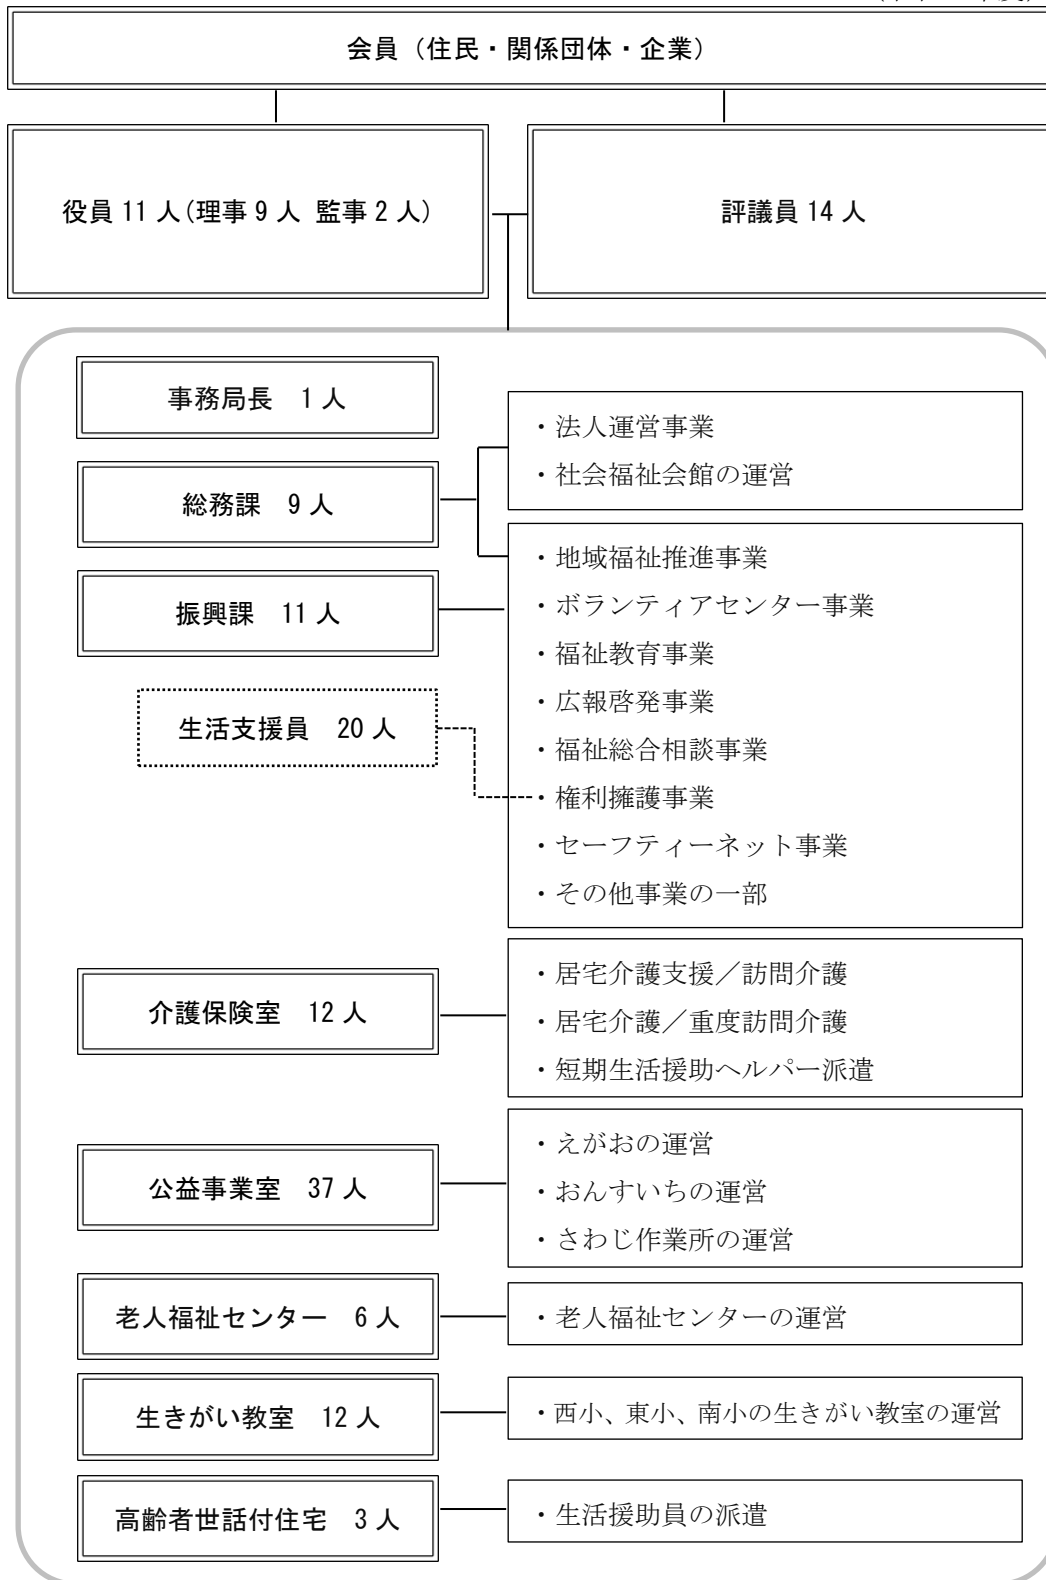 会員（住民・関係団体・企業）
役員 11 人(理事 9 人 監事 2 人)
評議員 14 人
事務局長　1 人
総務課　9 人
・法人運営事業
・社会福祉会館の運営
振興課　11 人
生活支援員　20 人
・地域福祉推進事業
・ボランティアセンター事業
・福祉教育事業
・広報啓発事業
・福祉総合相談事業
・権利擁護事業
・セーフティーネット事業
・その他事業の一部
介護保険室　12 人
・居宅介護支援／訪問介護
・居宅介護／重度訪問介護
・短期生活援助ヘルパー派遣
公益事業室　37 人
・えがおの運営
・おんすいちの運営
・さわじ作業所の運営
老人福祉センター　6 人
・老人福祉センターの運営
生きがい教室　12 人
・西小、東小、南小の生きがい教室の運営
高齢者世話付住宅　3 人
・生活援助員の派遣